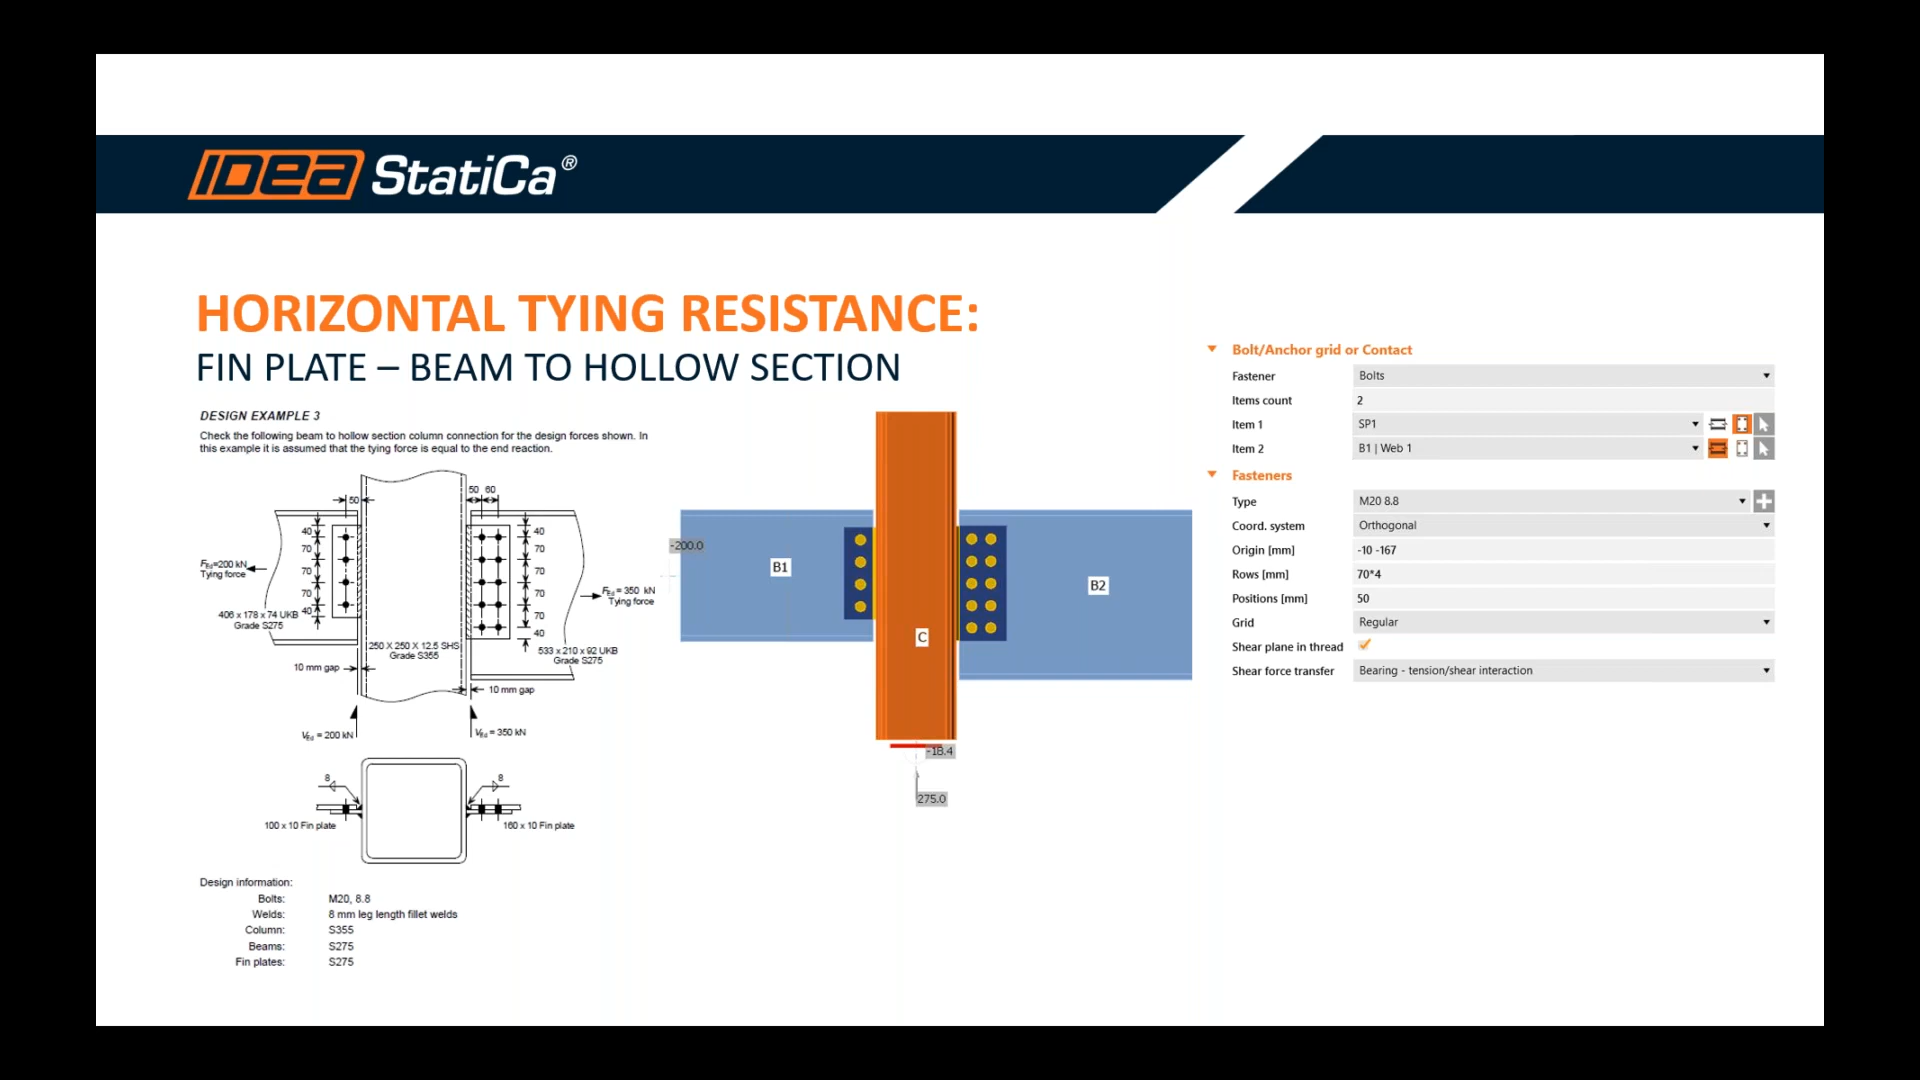 IDEA StatiCa®
HORIZONTAL TYING RESISTANCE:
FIN PLATE – BEAM TO HOLLOW SECTION
DESIGN EXAMPLE 3
Check the following beam to hollow section column connection for the design forces shown. In
this example it is assumed that the tying force is equal to the end reaction.
50
50 60
40
70
70
70
40
40
70
70
70
70
40
FEd=200 kN
Tying force
FEd = 350 kN
Tying force
406 x 178 x 74 UKB
Grade S275
250 X 250 X 12.5 SHS
Grade S355
533 x 210 x 92 UKB
Grade S275
10 mm gap
10 mm gap
VEd = 200 kN
VEd = 350 kN
8
8
100 x 10 Fin plate
160 x 10 Fin plate
Design information:
Bolts: M20, 8.8
Welds: 8 mm leg length fillet welds
Column: S355
Beams: S275
Fin plates: S275
-200.0
B1
B2
C
-18.4
275.0
Bolt/Anchor grid or Contact
Fastener Bolts
Items count 2
Item 1 SP1
Item 2 B1 | Web 1
Fasteners
Type M20 8.8
Coord. system Orthogonal
Origin [mm] -10 -167
Rows [mm] 70*4
Positions [mm] 50
Grid Regular
Shear plane in thread
Shear force transfer Bearing - tension/shear interaction